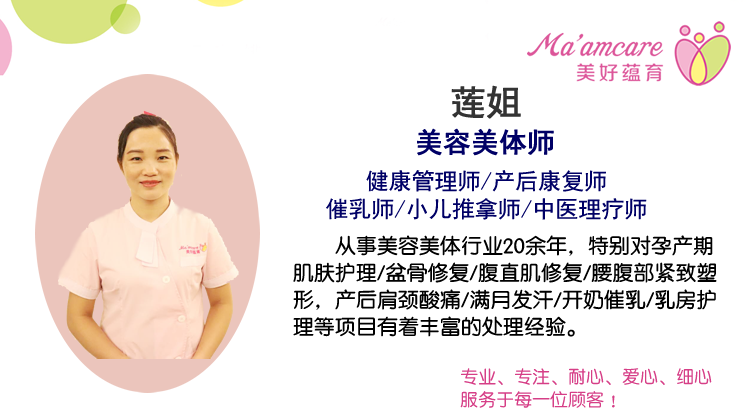 Ma'amcare
美好蕴育
莲姐
美容美体师
健康管理师/产后康复师
催乳师/小儿推拿师/中医理疗师
从事美容美体行业20余年，特别对孕产期
肌肤护理/盆骨修复/腹直肌修复/腰腹部紧致塑
形，产后肩颈酸痛/满月发汗/开奶催乳/乳房护
理等项目有着丰富的处理经验。
Ma'amcare
美好蕴育
专业、专注、耐心、爱心、细心
服务于每一位顾客！